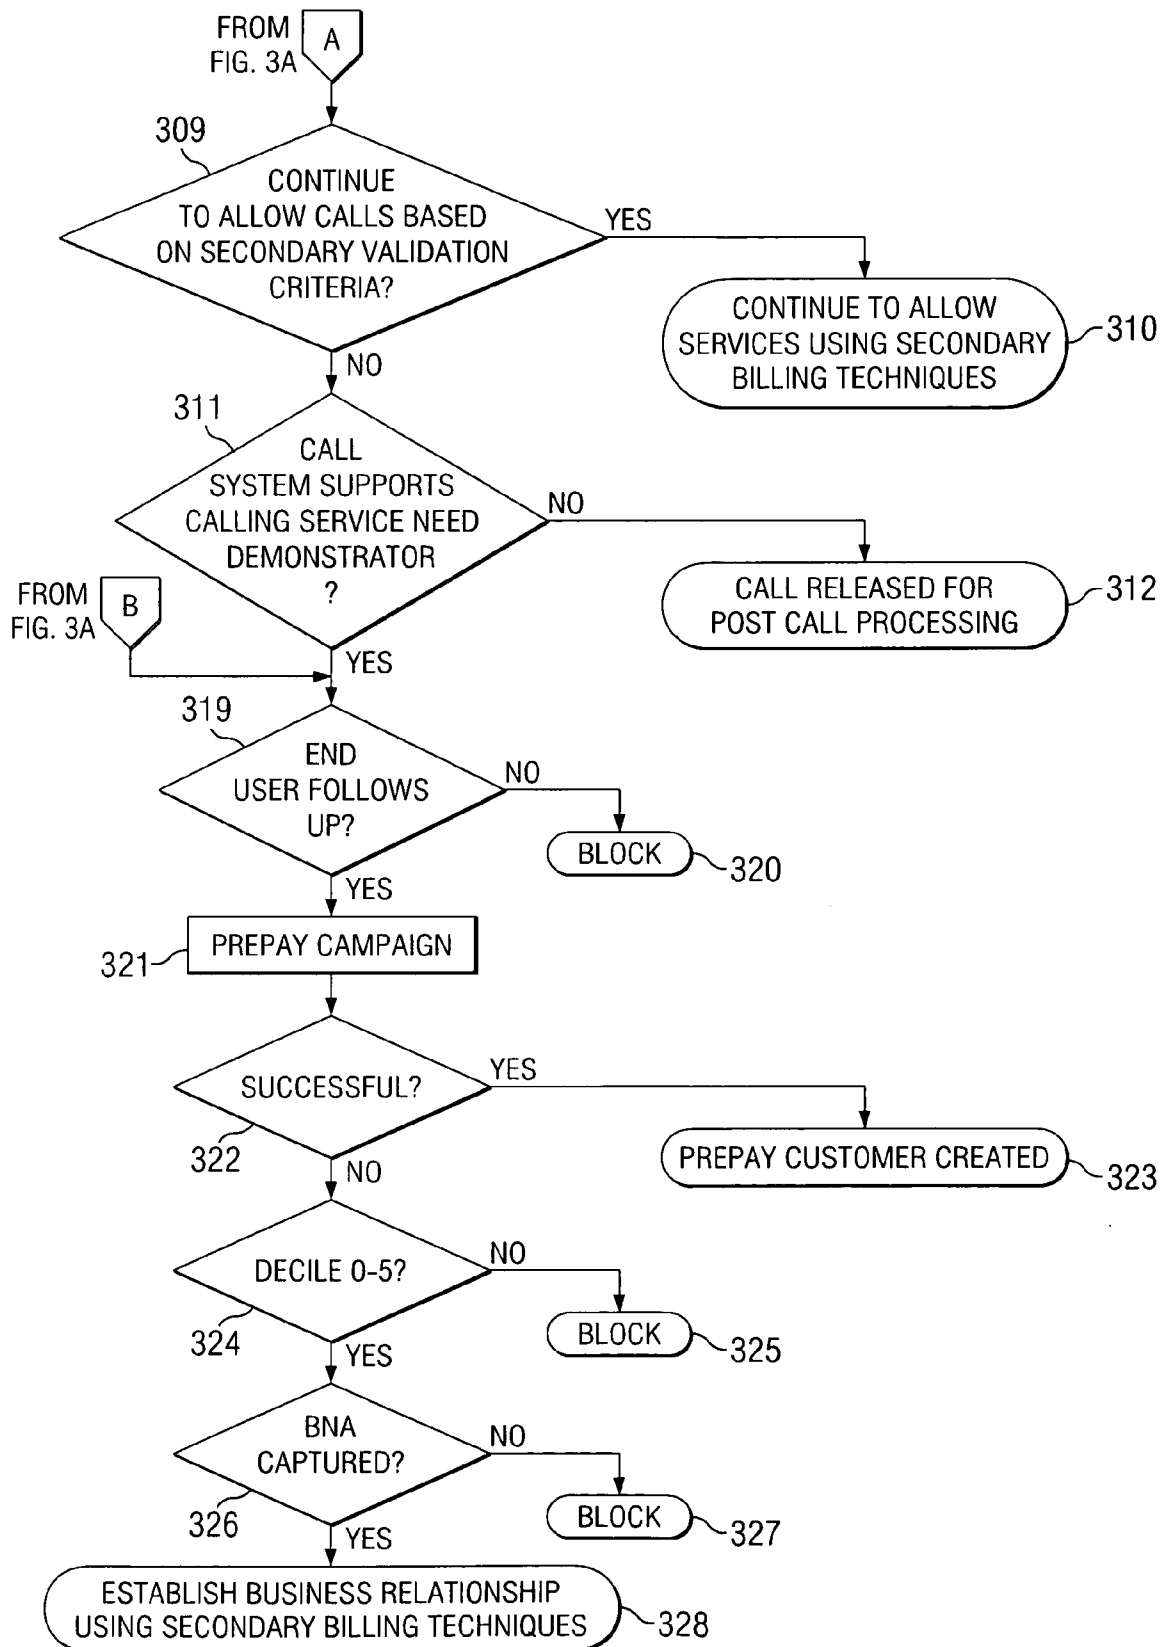 FROM
FIG. 3A
A
309
CONTINUE
TO ALLOW CALLS BASED
ON SECONDARY VALIDATION
CRITERIA?
YES
CONTINUE TO ALLOW
SERVICES USING SECONDARY
BILLING TECHNIQUES
310
NO
311
CALL
SYSTEM SUPPORTS
CALLING SERVICE NEED
DEMONSTRATOR
?
NO
CALL RELEASED FOR
POST CALL PROCESSING
312
FROM
FIG. 3A
B
YES
319
END
USER FOLLOWS
UP?
NO
BLOCK
320
YES
PREPAY CAMPAIGN
321
SUCCESSFUL?
YES
322
PREPAY CUSTOMER CREATED
323
NO
DECILE 0-5?
NO
324
BLOCK
325
YES
BNA
CAPTURED?
NO
326
BLOCK
327
YES
ESTABLISH BUSINESS RELATIONSHIP
USING SECONDARY BILLING TECHNIQUES
328